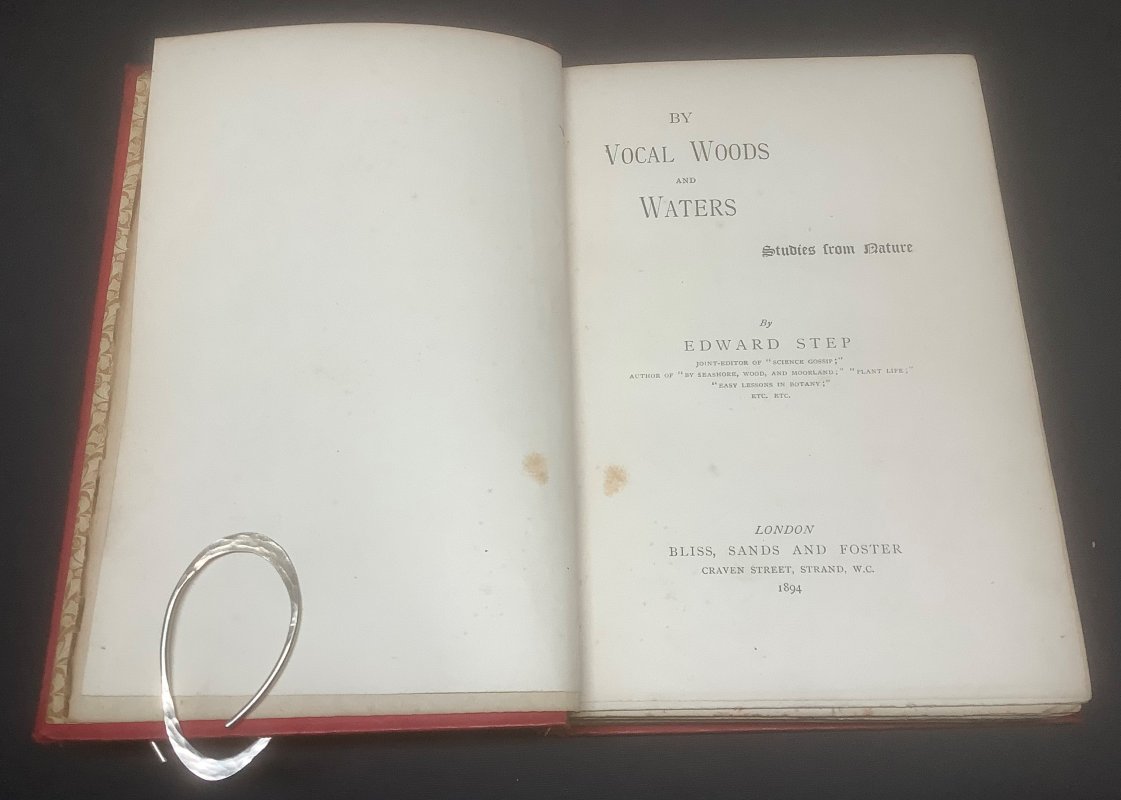 BY
VOCAL WOODS
AND
WATERS
Studies from Nature
By
EDWARD STEP
JOINT-EDITOR OF "SCIENCE GOSSIP;"
AUTHOR OF "BY SEASHORE, WOOD, AND MOORLAND;" "PLANT LIFE;"
"EASY LESSONS IN BOTANY;"
ETC. ETC.
LONDON
BLISS, SANDS AND FOSTER
CRAVEN STREET, STRAND, W.C.
1894